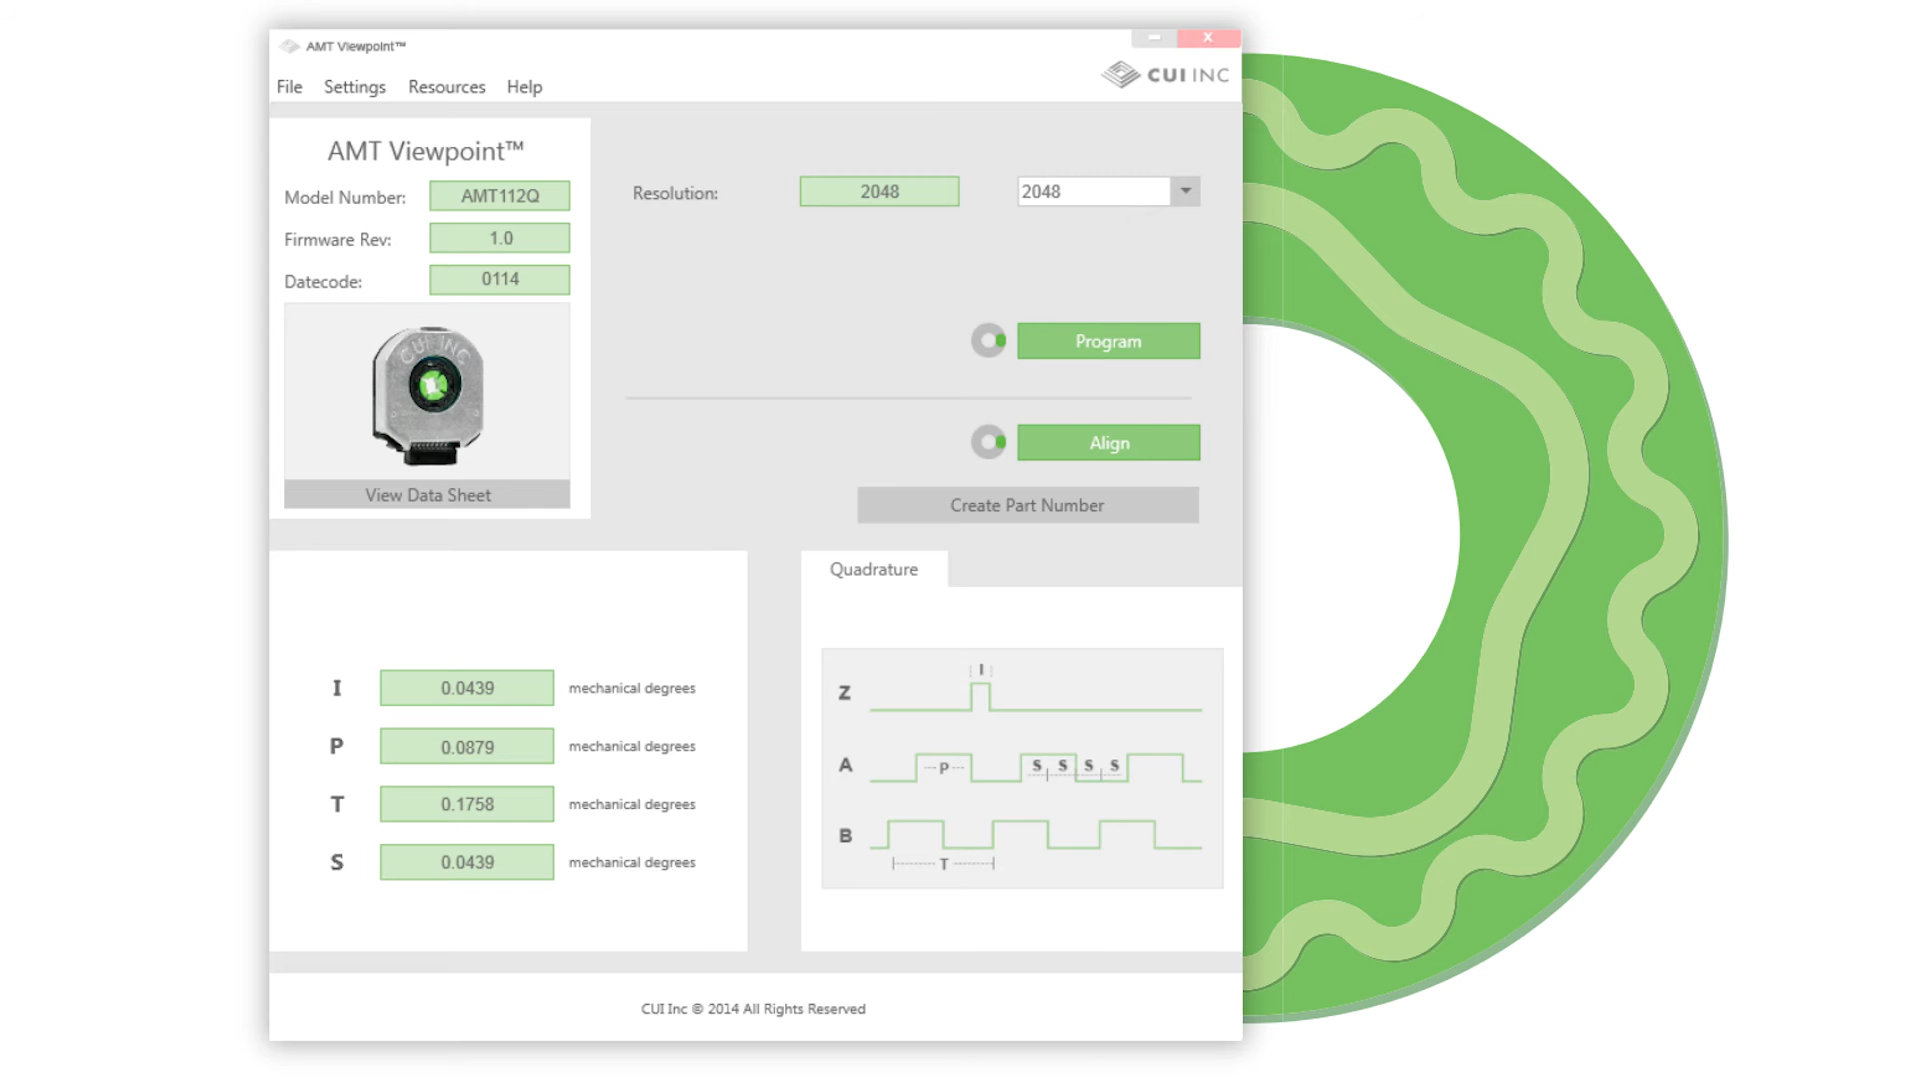 AMT Viewpoint™
File Settings Resources Help
CUI INC
AMT Viewpoint™
Model Number: AMT112Q
Firmware Rev: 1.0
Datecode: 0114
CUI INC
View Data Sheet
Resolution: 2048 2048
Program
Align
Create Part Number
I 0.0439 mechanical degrees
P 0.0879 mechanical degrees
T 0.1758 mechanical degrees
S 0.0439 mechanical degrees
Quadrature
I
Z
A P S S S S
B
T
CUI Inc © 2014 All Rights Reserved